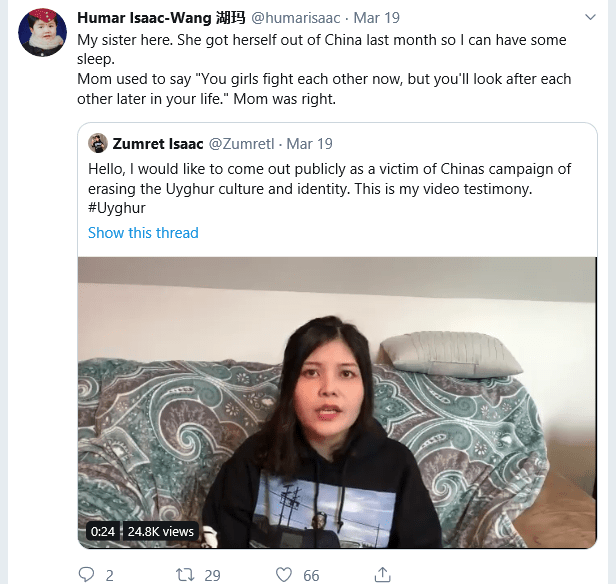 Humar Isaac-Wang 湖玛 @humarisaac · Mar 19
My sister here. She got herself out of China last month so I can have some
sleep.
Mom used to say "You girls fight each other now, but you'll look after each
other later in your life." Mom was right.
Zumret Isaac @ZumretI · Mar 19
Hello, I would like to come out publicly as a victim of Chinas campaign of
erasing the Uyghur culture and identity. This is my video testimony.
#Uyghur
Show this thread
0:24 24.8K views
2 29 66